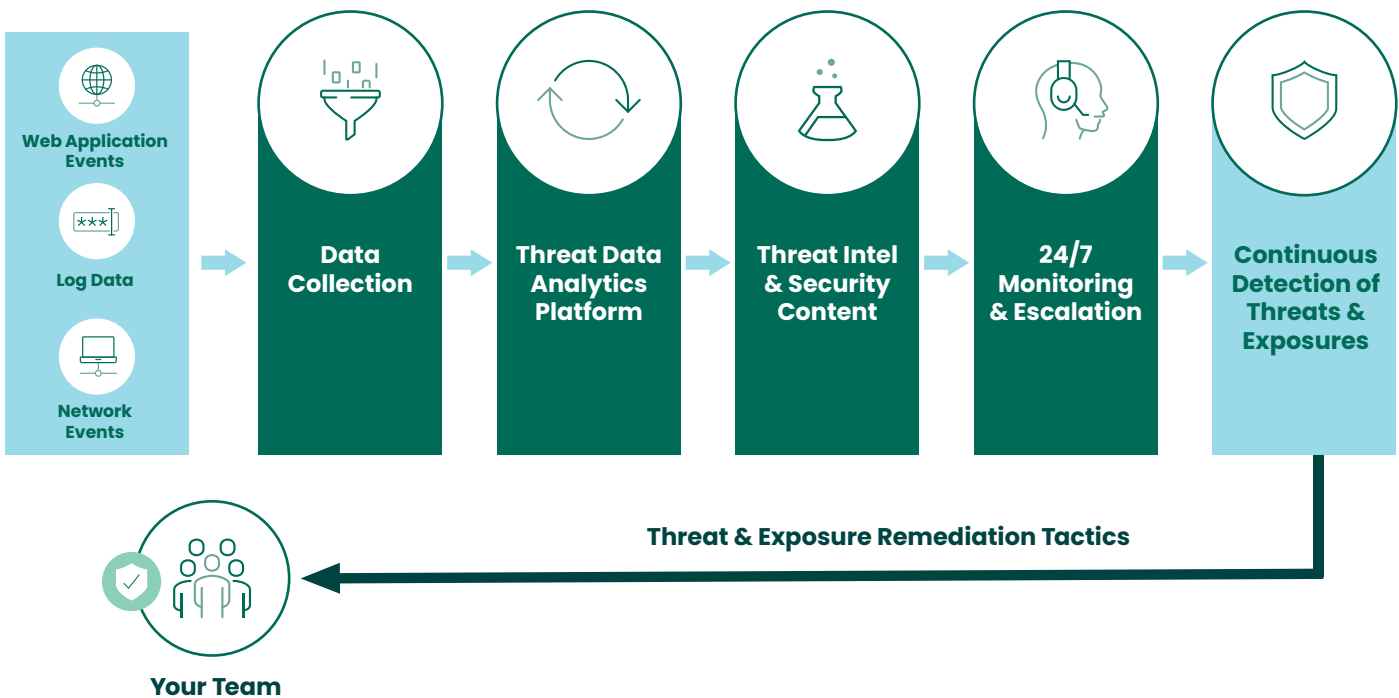 Web Application
Events
***
Log Data
Network
Events
Data
Collection
Threat Data
Analytics
Platform
Threat Intel
& Security
Content
24/7
Monitoring
& Escalation
Continuous
Detection of
Threats &
Exposures
Threat & Exposure Remediation Tactics
Your Team